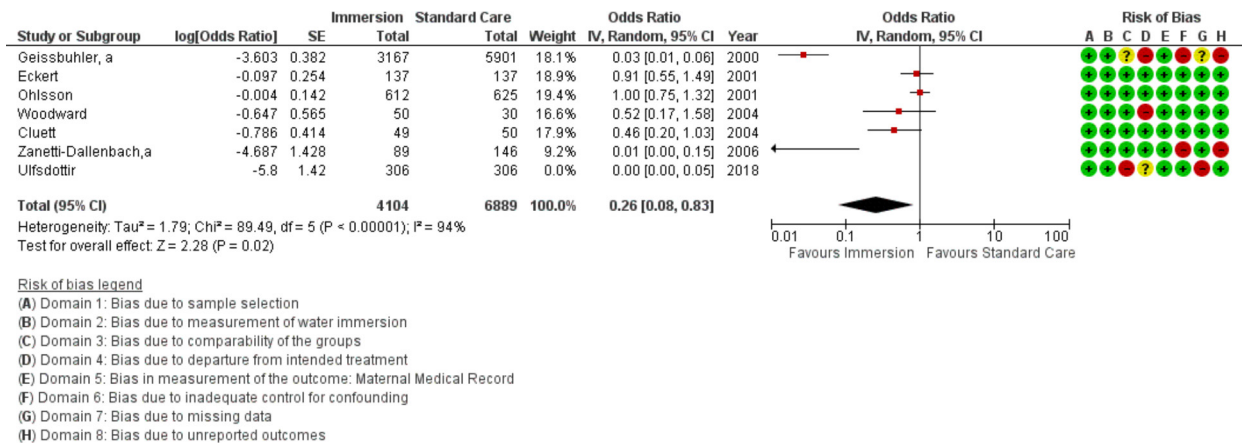 Immersion Standard Care Odds Ratio Odds Ratio Risk of Bias
Study or Subgroup log[Odds Ratio] SE Total Total Weight IV, Random, 95% CI Year IV, Random, 95% CI A B C D E F G H
Geissbuhler, a -3.603 0.382 3167 5901 18.1% 0.03 [0.01, 0.06] 2000 + + ? - + - ? -
Eckert -0.097 0.254 137 137 18.9% 0.91 [0.55, 1.49] 2001 + + + + + + + +
Ohlsson -0.004 0.142 612 625 19.4% 1.00 [0.75, 1.32] 2001 + + + + + + + +
Woodward -0.647 0.565 50 30 16.6% 0.52 [0.17, 1.58] 2004 + + + - + + + +
Cluett -0.786 0.414 49 50 17.9% 0.46 [0.20, 1.03] 2004 + + + + + + + +
Zanetti-Dallenbach,a -4.687 1.428 89 146 9.2% 0.01 [0.00, 0.15] 2006 + + + + + - + -
Ulfsdottir -5.8 1.42 306 306 0.0% 0.00 [0.00, 0.05] 2018 + + - ? + + - +
Total (95% CI) 4104 6889 100.0% 0.26 [0.08, 0.83]
Heterogeneity: Tau² = 1.79; Chi² = 89.49, df = 5 (P < 0.00001); I² = 94%
Test for overall effect: Z = 2.28 (P = 0.02)
0.01 0.1 1 10 100
Favours Immersion Favours Standard Care
Risk of bias legend
(A) Domain 1: Bias due to sample selection
(B) Domain 2: Bias due to measurement of water immersion
(C) Domain 3: Bias due to comparability of the groups
(D) Domain 4: Bias due to departure from intended treatment
(E) Domain 5: Bias in measurement of the outcome: Maternal Medical Record
(F) Domain 6: Bias due to inadequate control for confounding
(G) Domain 7: Bias due to missing data
(H) Domain 8: Bias due to unreported outcomes